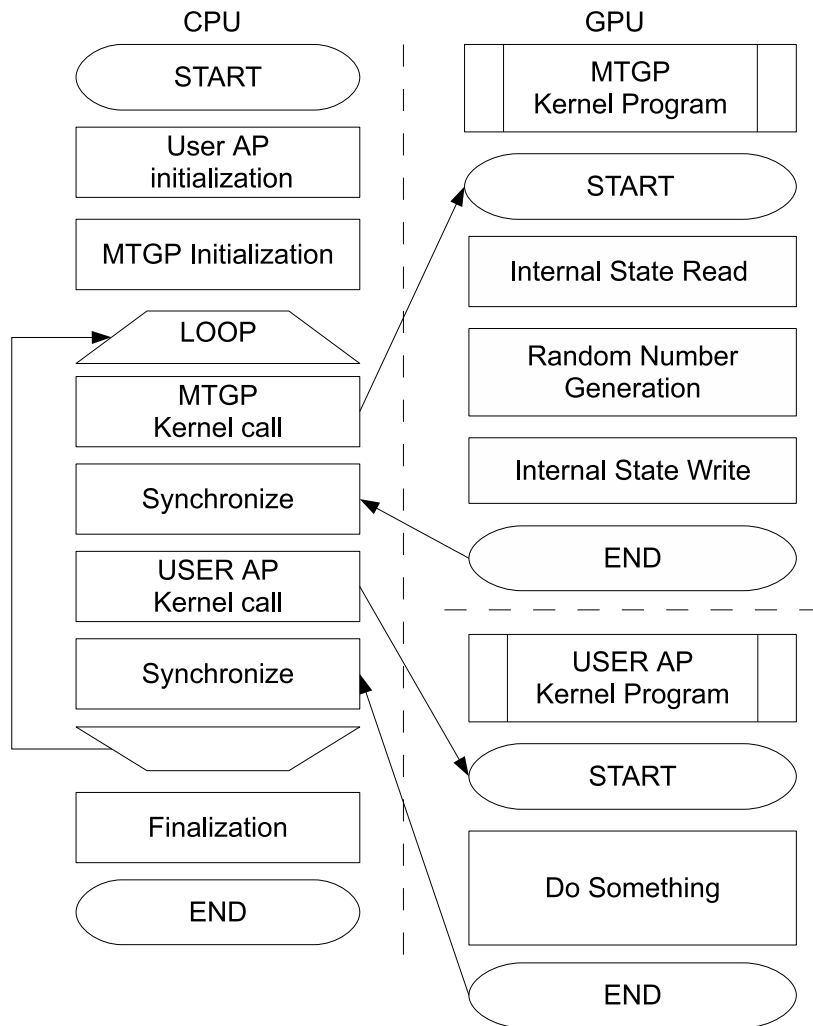 CPU
START
User AP
initialization
MTGP Initialization
LOOP
MTGP
Kernel call
Synchronize
USER AP
Kernel call
Synchronize
Finalization
END
GPU
MTGP
Kernel Program
START
Internal State Read
Random Number
Generation
Internal State Write
END
USER AP
Kernel Program
START
Do Something
END